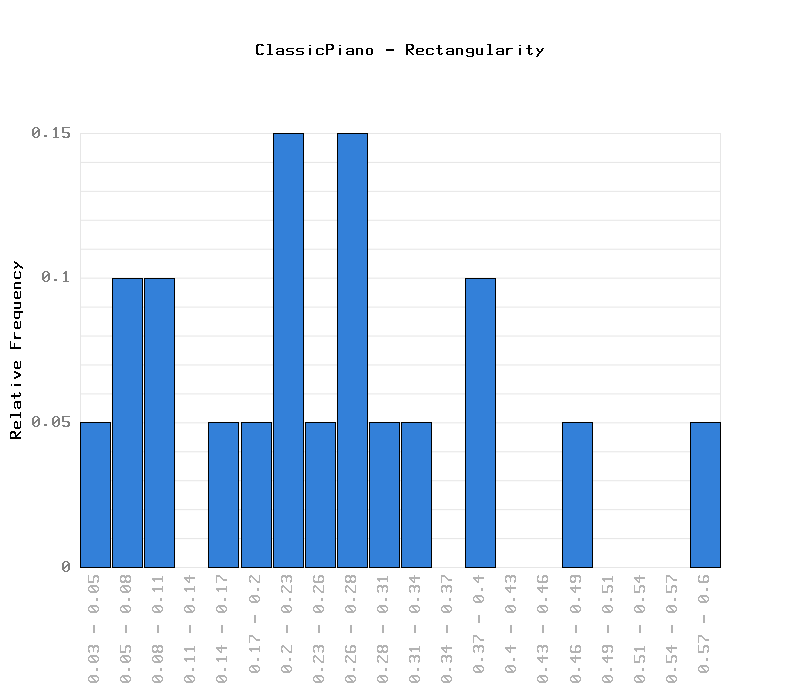 ClassicPiano - Rectangularity
Relative Frequency
0.15
0.1
0.05
0
0.03 - 0.05
0.05 - 0.08
0.08 - 0.11
0.11 - 0.14
0.14 - 0.17
0.17 - 0.2
0.2 - 0.23
0.23 - 0.26
0.26 - 0.28
0.28 - 0.31
0.31 - 0.34
0.34 - 0.37
0.37 - 0.4
0.4 - 0.43
0.43 - 0.46
0.46 - 0.49
0.49 - 0.51
0.51 - 0.54
0.54 - 0.57
0.57 - 0.6